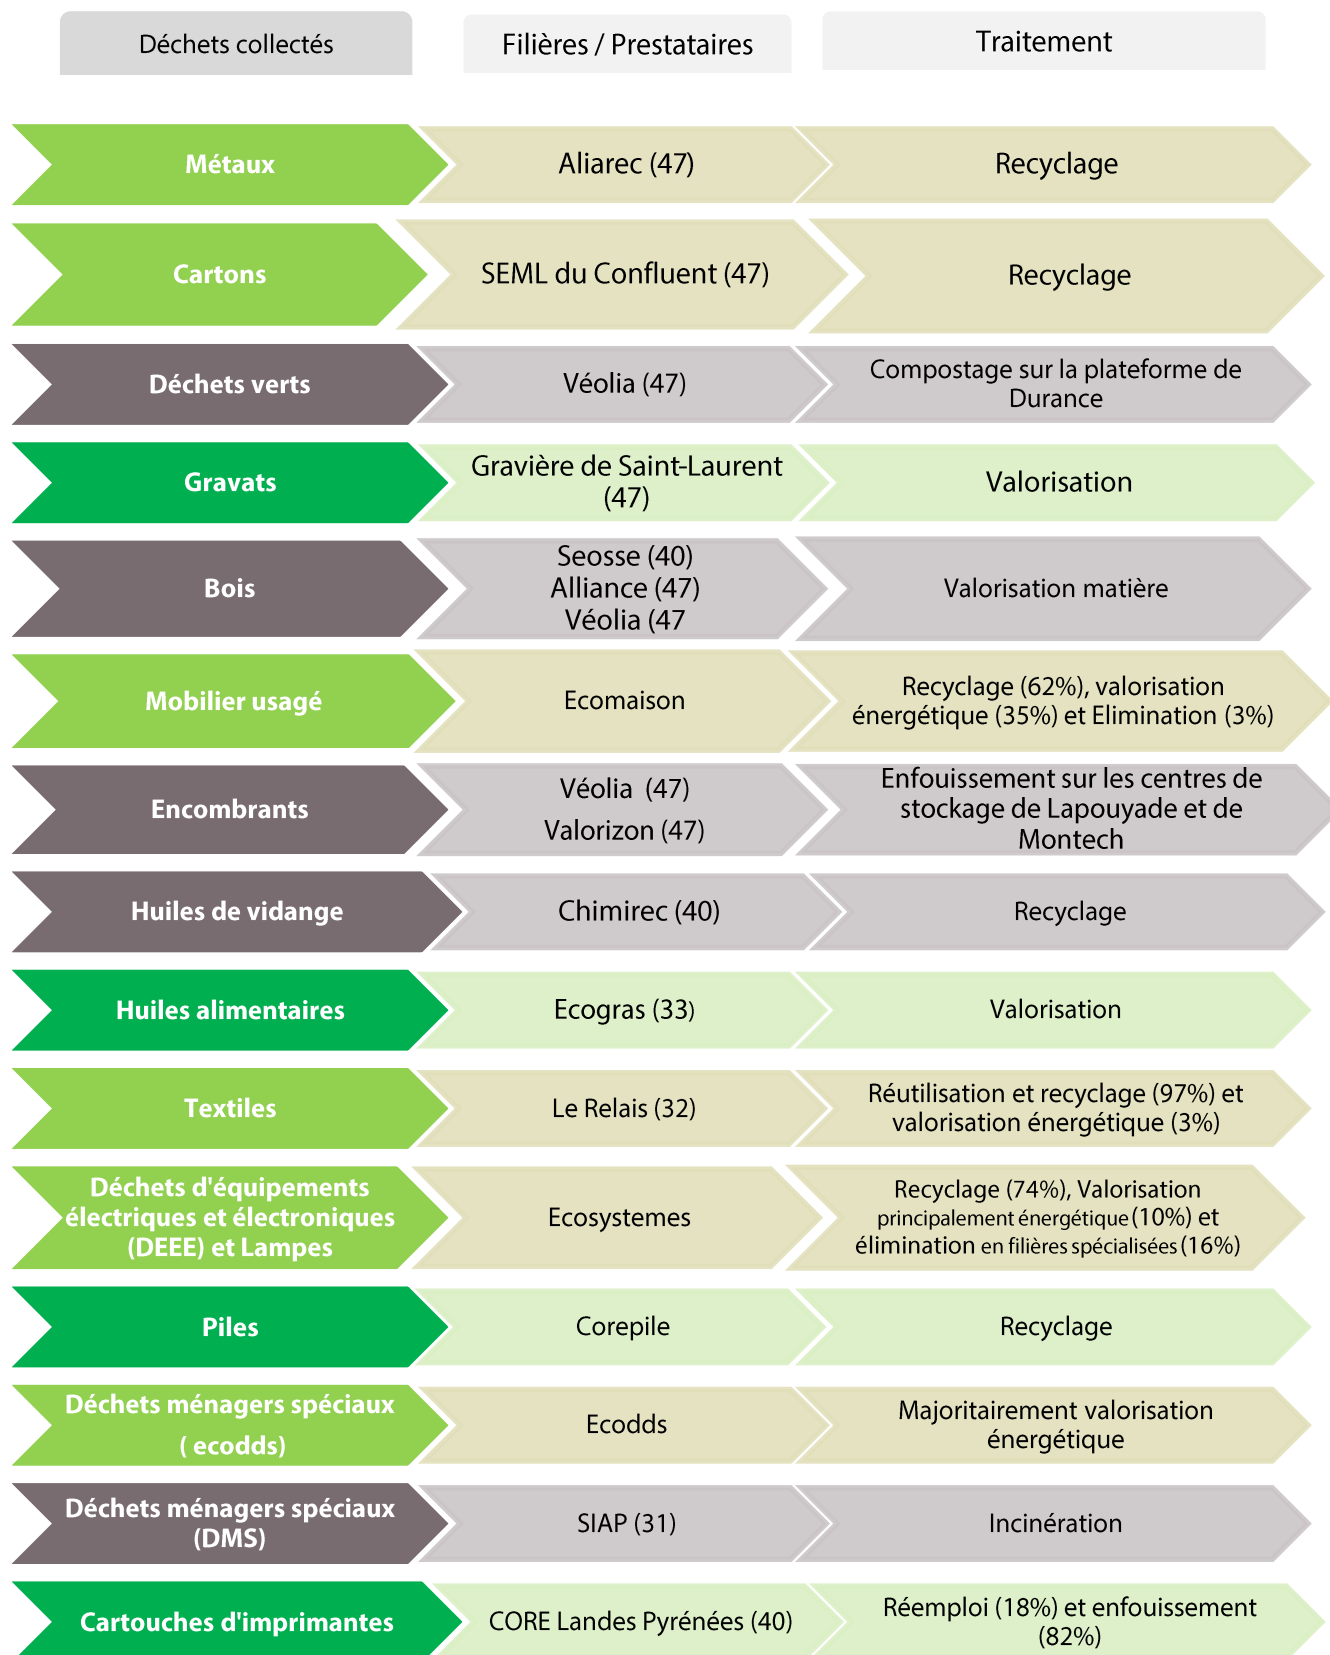 Déchets collectés
Filières / Prestataires
Traitement
Métaux
Aliarec (47)
Recyclage
Cartons
SEML du Confluent (47)
Recyclage
Déchets verts
Véolia (47)
Compostage sur la plateforme de
Durance
Gravats
Gravière de Saint-Laurent
(47)
Valorisation
Bois
Seosse (40)
Alliance (47)
Véolia (47
Valorisation matière
Mobilier usagé
Ecomaison
Recyclage (62%), valorisation
énergétique (35%) et Elimination (3%)
Encombrants
Véolia (47)
Valorizon (47)
Enfouissement sur les centres de
stockage de Lapouyade et de
Montech
Huiles de vidange
Chimirec (40)
Recyclage
Huiles alimentaires
Ecogras (33)
Valorisation
Textiles
Le Relais (32)
Réutilisation et recyclage (97%) et
valorisation énergétique (3%)
Déchets d'équipements
électriques et électroniques
(DEEE) et Lampes
Ecosystemes
Recyclage (74%), Valorisation
principalement énergétique (10%) et
élimination en filières spécialisées (16%)
Piles
Corepile
Recyclage
Déchets ménagers spéciaux
( ecodds)
Ecodds
Majoritairement valorisation
énergétique
Déchets ménagers spéciaux
(DMS)
SIAP (31)
Incinération
Cartouches d'imprimantes
CORE Landes Pyrénées (40)
Réemploi (18%) et enfouissement
(82%)